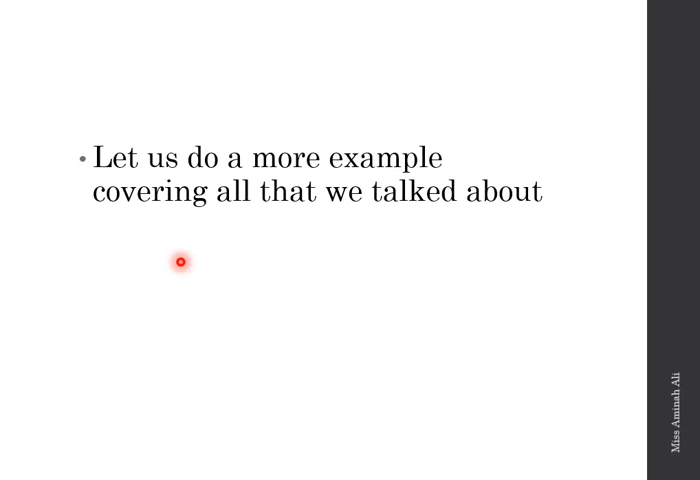 • Let us do a more example
covering all that we talked about
Miss Aminah Ali